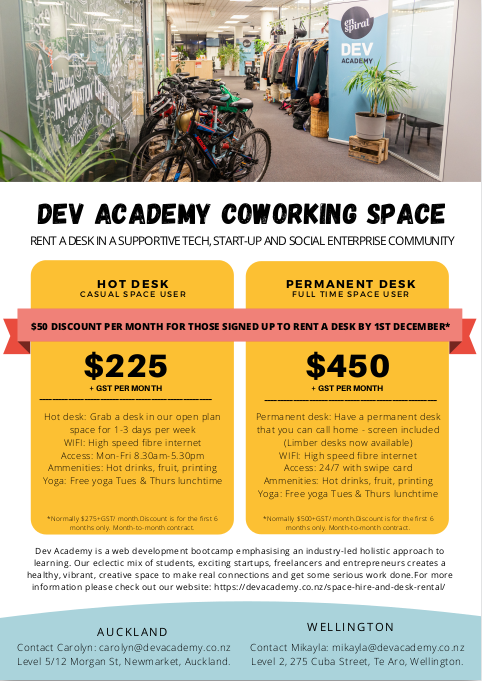 en
spiral
DEV
ACADEMY
DEV ACADEMY COWORKING SPACE
RENT A DESK IN A SUPPORTIVE TECH, START-UP AND SOCIAL ENTERPRISE COMMUNITY
HOT DESK
CASUAL SPACE USER
PERMANENT DESK
FULL TIME SPACE USER
$50 DISCOUNT PER MONTH FOR THOSE SIGNED UP TO RENT A DESK BY 1ST DECEMBER*
$225
+ GST PER MONTH
Hot desk: Grab a desk in our open plan
space for 1-3 days per week
WIFI: High speed fibre internet
Access: Mon-Fri 8.30am-5.30pm
Ammenities: Hot drinks, fruit, printing
Yoga: Free yoga Tues & Thurs lunchtime
*Normally $275+GST/ month.Discount is for the first 6
months only. Month-to-month contract.
$450
+ GST PER MONTH
Permanent desk: Have a permanent desk
that you can call home - screen included
(Limber desks now available)
WIFI: High speed fibre internet
Access: 24/7 with swipe card
Ammenities: Hot drinks, fruit, printing
Yoga: Free yoga Tues & Thurs lunchtime
*Normally $500+GST/ month.Discount is for the first 6
months only. Month-to-month contract.
Dev Academy is a web development bootcamp emphasising an industry-led holistic approach to
learning. Our eclectic mix of students, exciting startups, freelancers and entrepreneurs creates a
healthy, vibrant, creative space to make real connections and get some serious work done.For more
information please check out our website: https://devacademy.co.nz/space-hire-and-desk-rental/
AUCKLAND
Contact Carolyn: carolyn@devacademy.co.nz
Level 5/12 Morgan St, Newmarket, Auckland.
WELLINGTON
Contact Mikayla: mikayla@devacademy.co.nz
Level 2, 275 Cuba Street, Te Aro, Wellington.